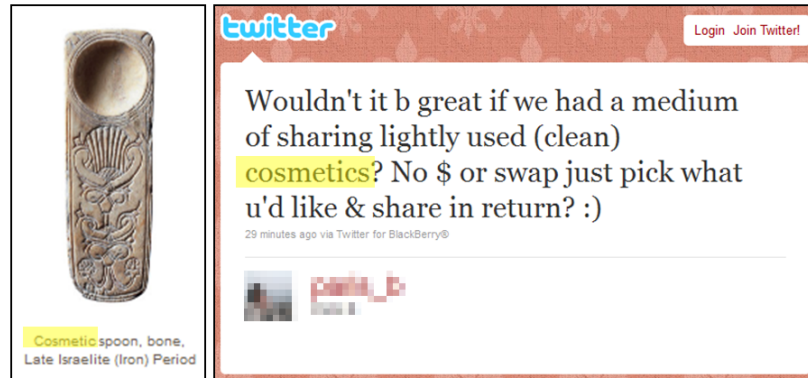 Cosmetic spoon, bone,
Late Israelite (Iron) Period
twitter
Login Join Twitter!
Wouldn't it b great if we had a medium
of sharing lightly used (clean)
cosmetics? No $ or swap just pick what
u'd like & share in return? :)
29 minutes ago via Twitter for BlackBerry®